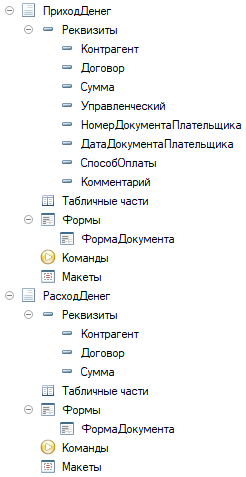 ПриходДенег
Реквизиты
Контрагент
Договор
Сумма
Управленческий
НомерДокументаПлательщика
ДатаДокументаПлательщика
СпособОплаты
Комментарий
Табличные части
Формы
ФормаДокумента
Команды
Макеты
РасходДенег
Реквизиты
Контрагент
Договор
Сумма
Табличные части
Формы
ФормаДокумента
Команды
Макеты